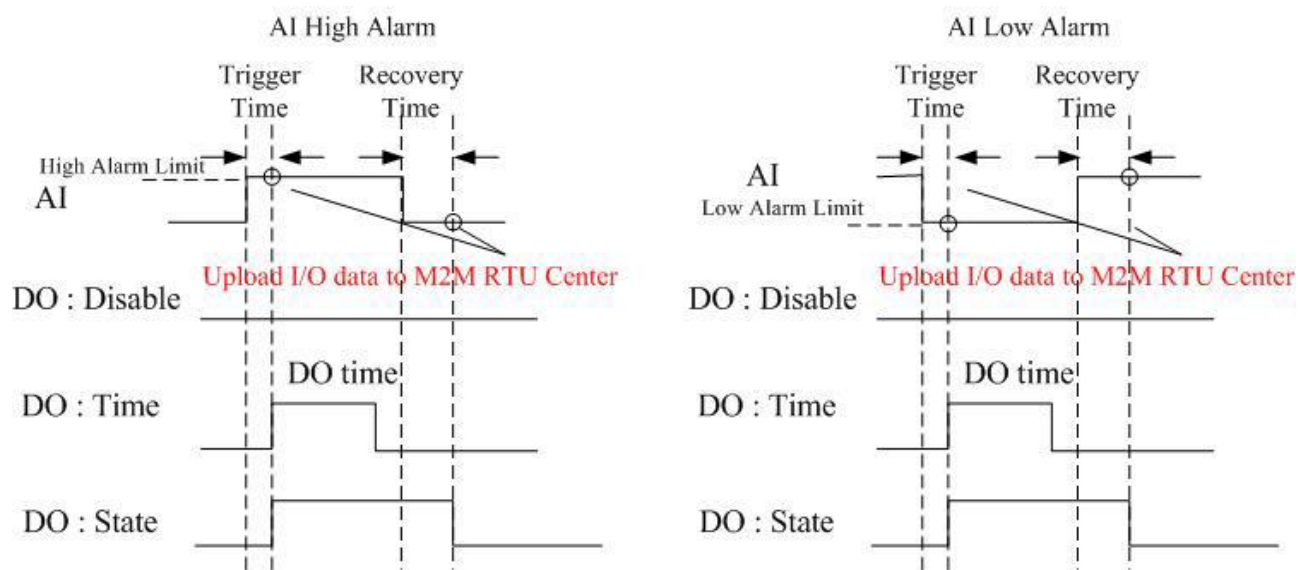 AI High Alarm
Trigger
Time
Recovery
Time
High Alarm Limit
AI
Upload I/O data to M2M RTU Center
DO : Disable
DO time
DO : Time
DO : State
AI Low Alarm
Trigger
Time
Recovery
Time
AI
Low Alarm Limit
Upload I/O data to M2M RTU Center
DO : Disable
DO time
DO : Time
DO : State